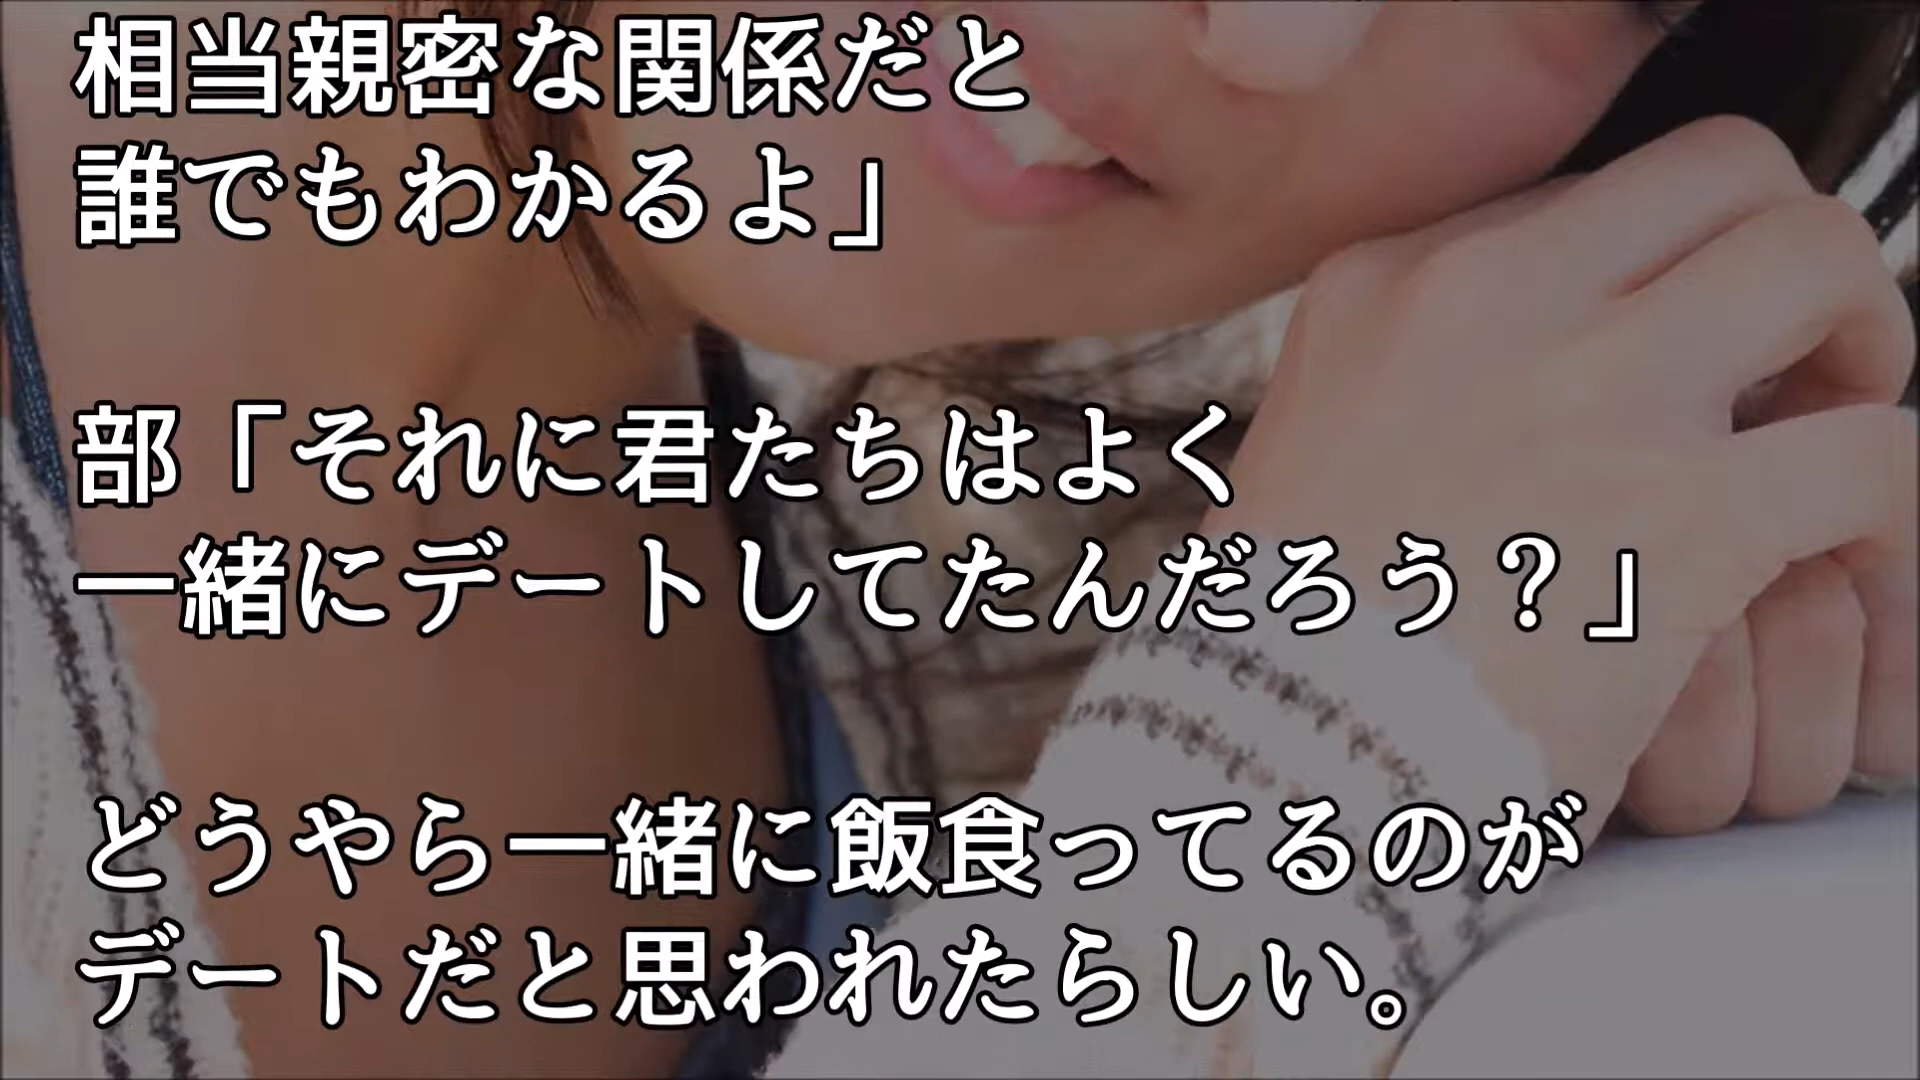 相当親密な関係だと
誰でもわかるよ」
部「それに君たちはよく
一緒にデートしてたんだろう？」
どうやら一緒に飯食ってるのが
デートだと思われたらしい。